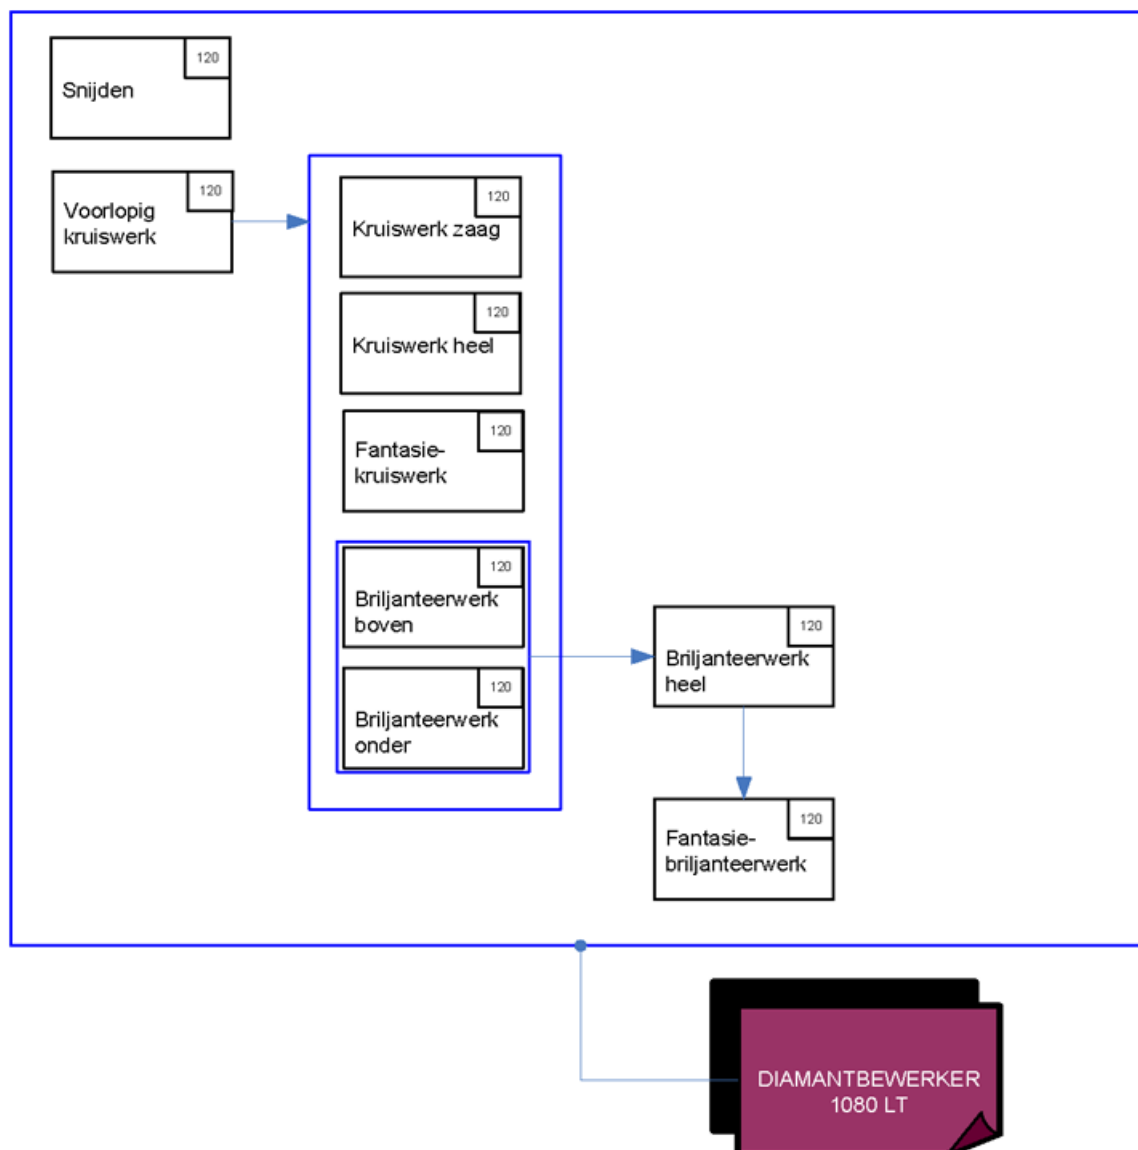 120
Snijden
120
Voorlopig
kruiswerk
120
Kruiswerk zaag
120
Kruiswerk heel
120
Fantasie-
kruiswerk
120
Briljanteerwerk
boven
120
Briljanteerwerk
onder
120
Briljanteerwerk
heel
120
Fantasie-
briljanteerwerk
DIAMANTBEWERKER
1080 LT